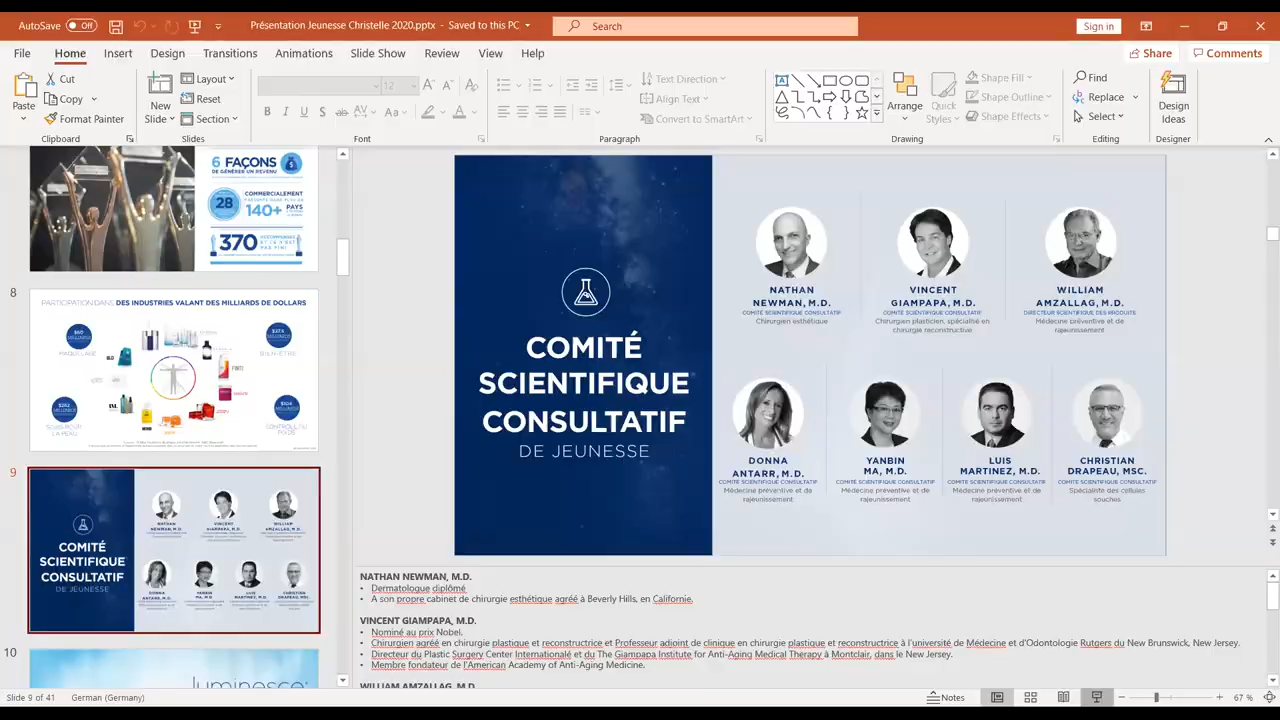 AutoSave Off
Présentation Jeunesse Christelle 2020.pptx - Saved to this PC
Search
Sign in
File Home Insert Design Transitions Animations Slide Show Review View Help
Share Comments
Paste
Cut
Copy
Format Painter
Clipboard
New Slide
Layout
Reset
Section
Slides
12
Font
Text Direction
Align Text
Convert to SmartArt
Paragraph
Arrange
Quick Styles
Shape Fill
Shape Outline
Shape Effects
Drawing
Find
Replace
Select
Editing
Design Ideas
Designer
6 FAÇONS
DE GÉNÉRER UN REVENU
28
COMMERCIALEMENT
140+ PAYS
370
8
PARTICIPATION DANS DES INDUSTRIES VALANT DES MILLIARDS DE DOLLARS
MAQUILLAGE
BIEN-ÊTRE
9
COMITÉ
SCIENTIFIQUE
CONSULTATIF
DE JEUNESSE
10
luminesce
COMITÉ
SCIENTIFIQUE
CONSULTATIF
DE JEUNESSE
NATHAN
NEWMAN, M.D.
COMITÉ SCIENTIFIQUE CONSULTATIF
Chirurgien esthétique
VINCENT
GIAMPAPA, M.D.
COMITÉ SCIENTIFIQUE CONSULTATIF
Chirurgien plasticien, spécialisé en
chirurgie reconstructive
WILLIAM
AMZALLAG, M.D.
DIRECTEUR SCIENTIFIQUE DES PRODUITS
Médecine préventive et de
rajeunissement
DONNA
ANTARR, M.D.
COMITÉ SCIENTIFIQUE CONSULTATIF
Médecine préventive et de
rajeunissement
YANBIN
MA, M.D.
COMITÉ SCIENTIFIQUE CONSULTATIF
Médecine préventive et de
rajeunissement
LUIS
MARTINEZ, M.D.
COMITÉ SCIENTIFIQUE CONSULTATIF
Médecine préventive et de
rajeunissement
CHRISTIAN
DRAPEAU, MSC.
COMITÉ SCIENTIFIQUE CONSULTATIF
Spécialiste des cellules
souches
NATHAN NEWMAN, M.D.
• Dermatologue diplômé
• A son propre cabinet de chirurgie esthétique agréé à Beverly Hills, en Californie.
VINCENT GIAMPAPA, M.D.
• Nominé au prix Nobel.
• Chirurgien agréé en chirurgie plastique et reconstructrice et Professeur adjoint de clinique en chirurgie plastique et reconstructrice à l'université de Médecine et d'Odontologie Rutgers du New Brunswick, New Jersey.
• Directeur du Plastic Surgery Center Internationalé et du The Giampapa Institute for Anti-Aging Medical Therapy à Montclair, dans le New Jersey.
• Membre fondateur de l'American Academy of Anti-Aging Medicine.
WILLIAM AMZALLAG, M.D.
Slide 9 of 41
German (Germany)
Notes
67 %